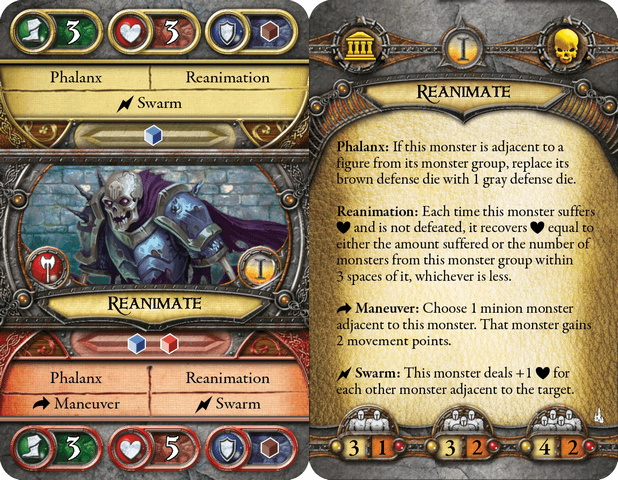 3 3
Phalanx Reanimation
Swarm
I
REANIMATE
Phalanx Reanimation
Maneuver Swarm
3 5
I
REANIMATE
Phalanx: If this monster is adjacent to a
figure from its monster group, replace its
brown defense die with 1 gray defense die.
Reanimation: Each time this monster suffers
♥ and is not defeated, it recovers ♥ equal to
either the amount suffered or the number of
monsters from this monster group within
3 spaces of it, whichever is less.
Maneuver: Choose 1 minion monster
adjacent to this monster. That monster gains
2 movement points.
Swarm: This monster deals +1 ♥ for
each other monster adjacent to the target.
3 1 3 2 4 2